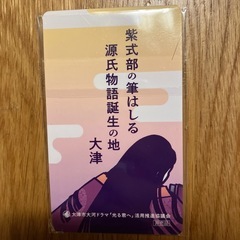 紫式部の筆はしる
源氏物語誕生の地
大津
大津市大河ドラマ「光る君へ」活用推進協議会